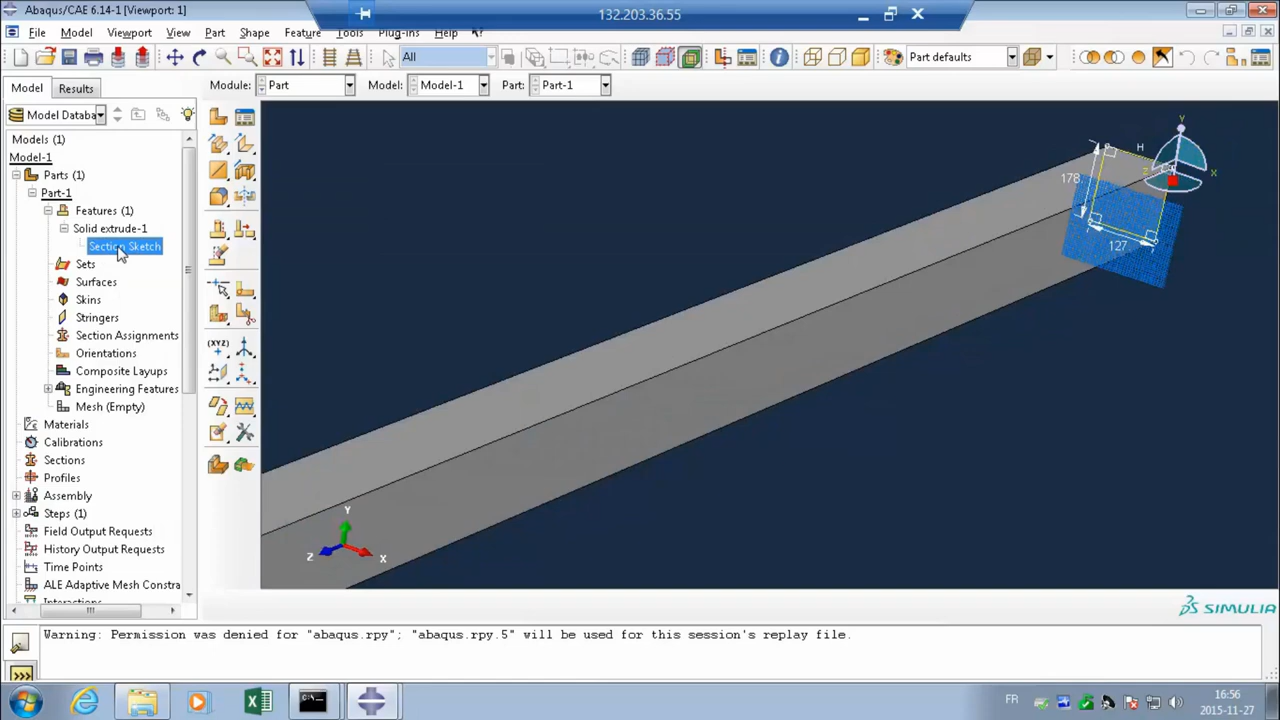 Abaqus/CAE 6.14-1 [Viewport: 1]
132.203.36.55
File Model Viewport View Part Shape Feature Tools Plug-ins Help
All
Part defaults
Model Results
Module: Part Model: Model-1 Part: Part-1
Model Databa
Models (1)
Model-1
Parts (1)
Part-1
Features (1)
Solid extrude-1
Section Sketch
Sets
Surfaces
Skins
Stringers
Section Assignments
Orientations
Composite Layups
Engineering Features
Mesh (Empty)
Materials
Calibrations
Sections
Profiles
Assembly
Steps (1)
Field Output Requests
History Output Requests
Time Points
ALE Adaptive Mesh Constra
(XYZ)
Y
H
Z
X
178
127
Y
Z
X
SIMULIA
Warning: Permission was denied for "abaqus.rpy"; "abaqus.rpy.5" will be used for this session's replay file.
>>>
C:\.
FR
16:56
2015-11-27